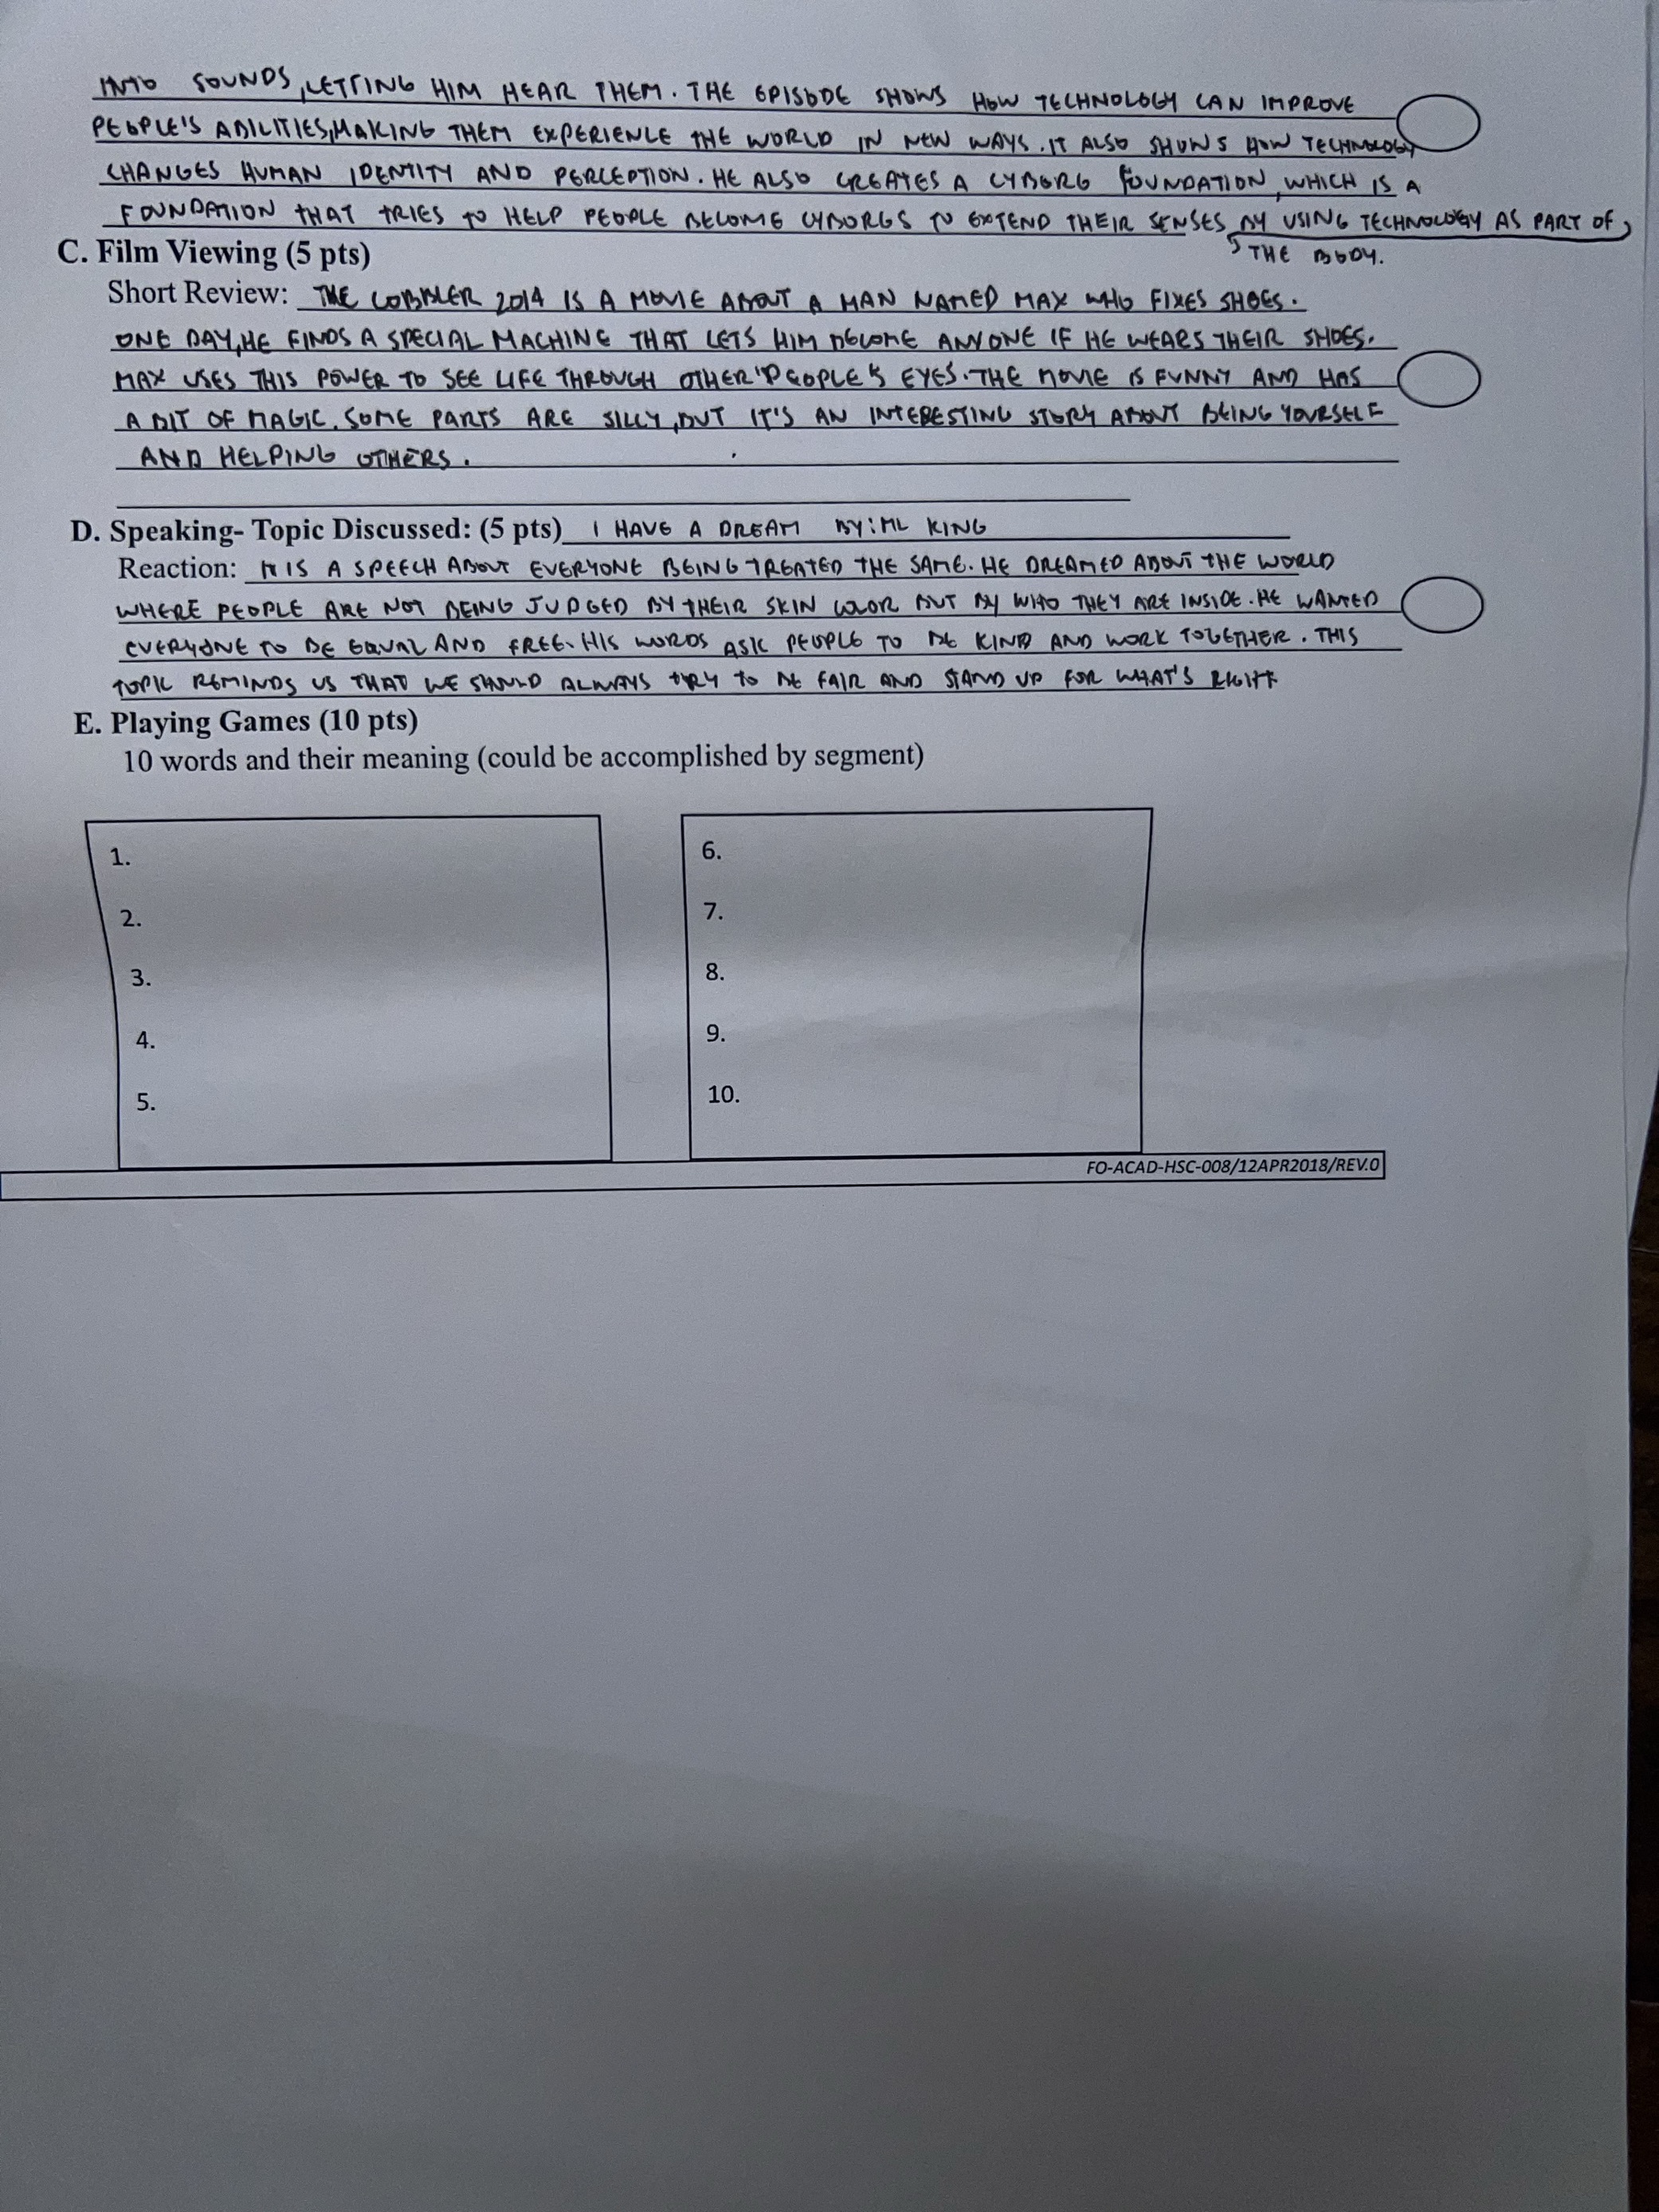 INTO SOUNDS, LETTING HIM HEAR THEM. THE EPISODE SHOWS HOW TECHNOLOGY CAN IMPROVE
PEOPLE'S ABILITIES, MAKING THEM EXPERIENCE THE WORLD IN NEW WAYS. IT ALSO SHOWS HOW TECHNOLOGY
CHANGES HUMAN IDENTITY AND PERCEPTION. HE ALSO CREATES A CYBORG FOUNDATION, WHICH IS A
FOUNDATION THAT TRIES TO HELP PEOPLE BECOME CYBORGS TO EXTEND THEIR SENSES BY USING TECHNOLOGY AS PART OF
THE BODY.
C. Film Viewing (5 pts)
Short Review: THE COBBLER 2014 IS A MOVIE ABOUT A MAN NAMED MAX WHO FIXES SHOES.
ONE DAY, HE FINDS A SPECIAL MACHINE THAT LETS HIM BECOME ANYONE IF HE WEARS THEIR SHOES.
MAX USES THIS POWER TO SEE LIFE THROUGH OTHER PEOPLE'S EYES. THE MOVIE IS FUNNY AND HAS
A BIT OF MAGIC. SOME PARTS ARE SILLY, BUT IT'S AN INTERESTING STORY ABOUT BEING YOURSELF
AND HELPING OTHERS.
D. Speaking- Topic Discussed: (5 pts) I HAVE A DREAM BY: ML KING
Reaction: IT IS A SPEECH ABOUT EVERYONE BEING TREATED THE SAME. HE DREAMED ABOUT THE WORLD
WHERE PEOPLE ARE NOT BEING JUDGED BY THEIR SKIN COLOR BUT BY WHO THEY ARE INSIDE. HE WANTED
EVERYONE TO BE EQUAL AND FREE. HIS WORDS ASK PEOPLE TO BE KIND AND WORK TOGETHER. THIS
TOPIC REMINDS US THAT WE SHOULD ALWAYS TRY TO BE FAIR AND STAND UP FOR WHAT'S RIGHT
E. Playing Games (10 pts)
10 words and their meaning (could be accomplished by segment)
1.
2.
3.
4.
5.
6.
7.
8.
9.
10.
FO-ACAD-HSC-008/12APR2018/REV.0